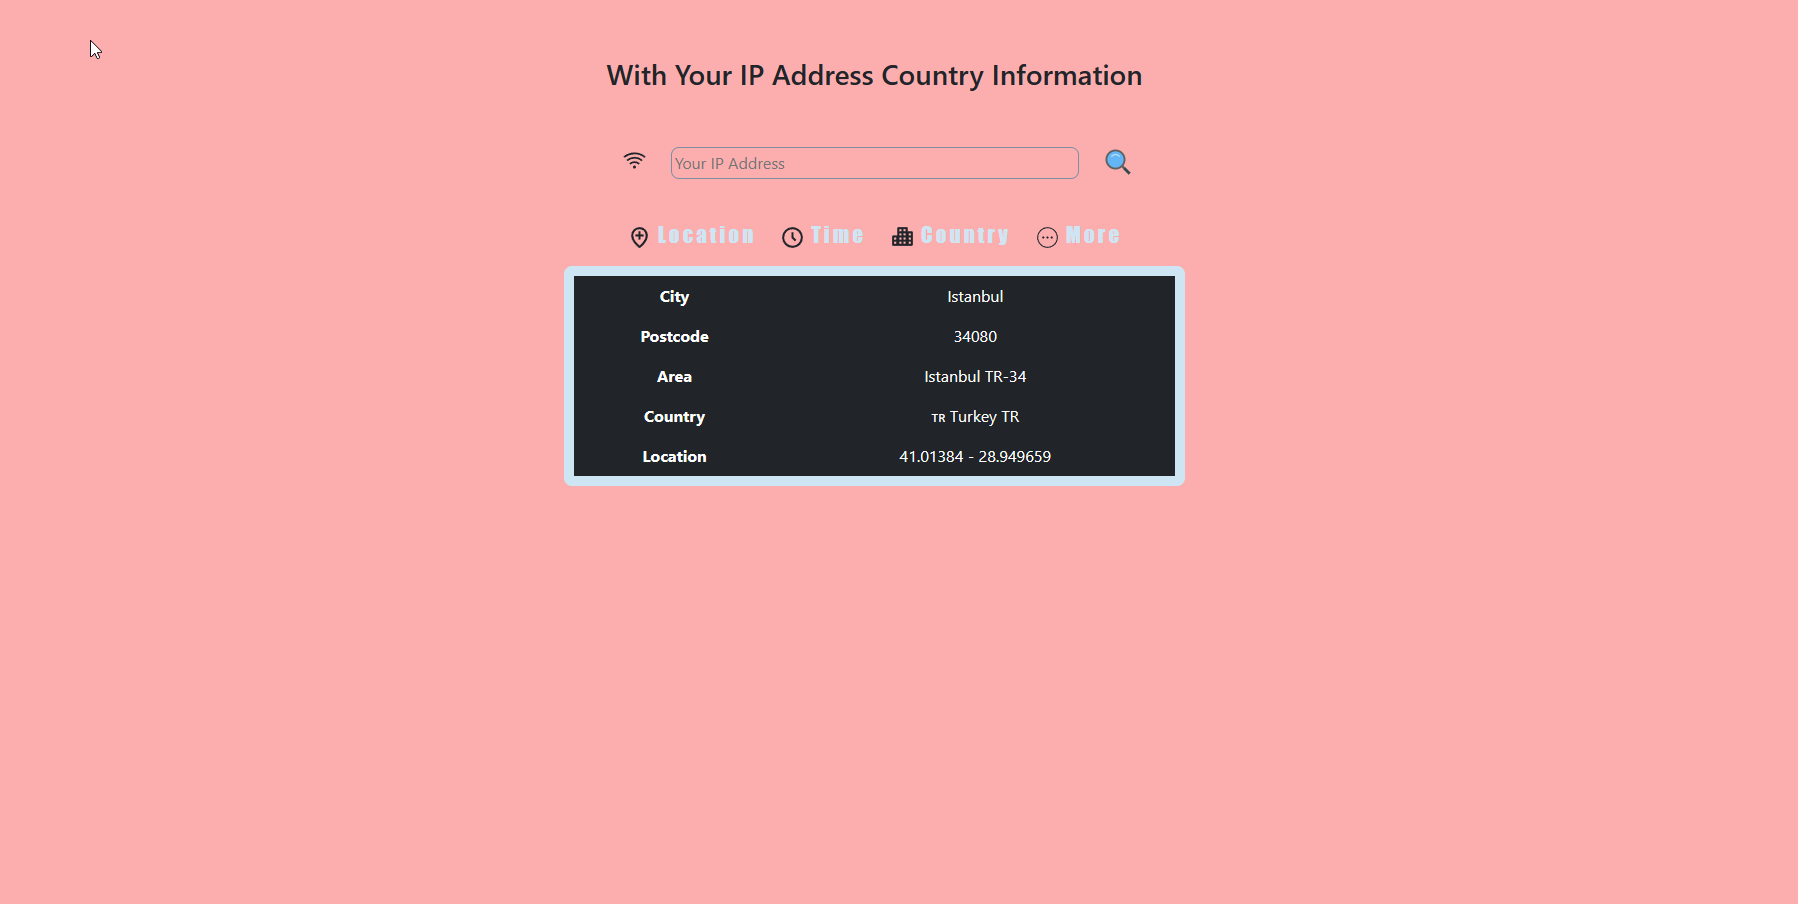 With Your IP Address Country Information
Your IP Address
Location Time Country More
City Istanbul
Postcode 34080
Area Istanbul TR-34
Country TR Turkey TR
Location 41.01384 - 28.949659